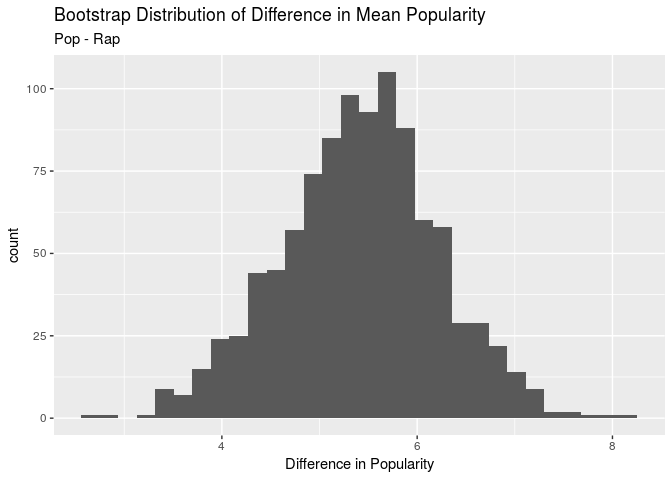 Bootstrap Distribution of Difference in Mean Popularity
Pop - Rap
100
75
50
25
0
count
4 6 8
Difference in Popularity